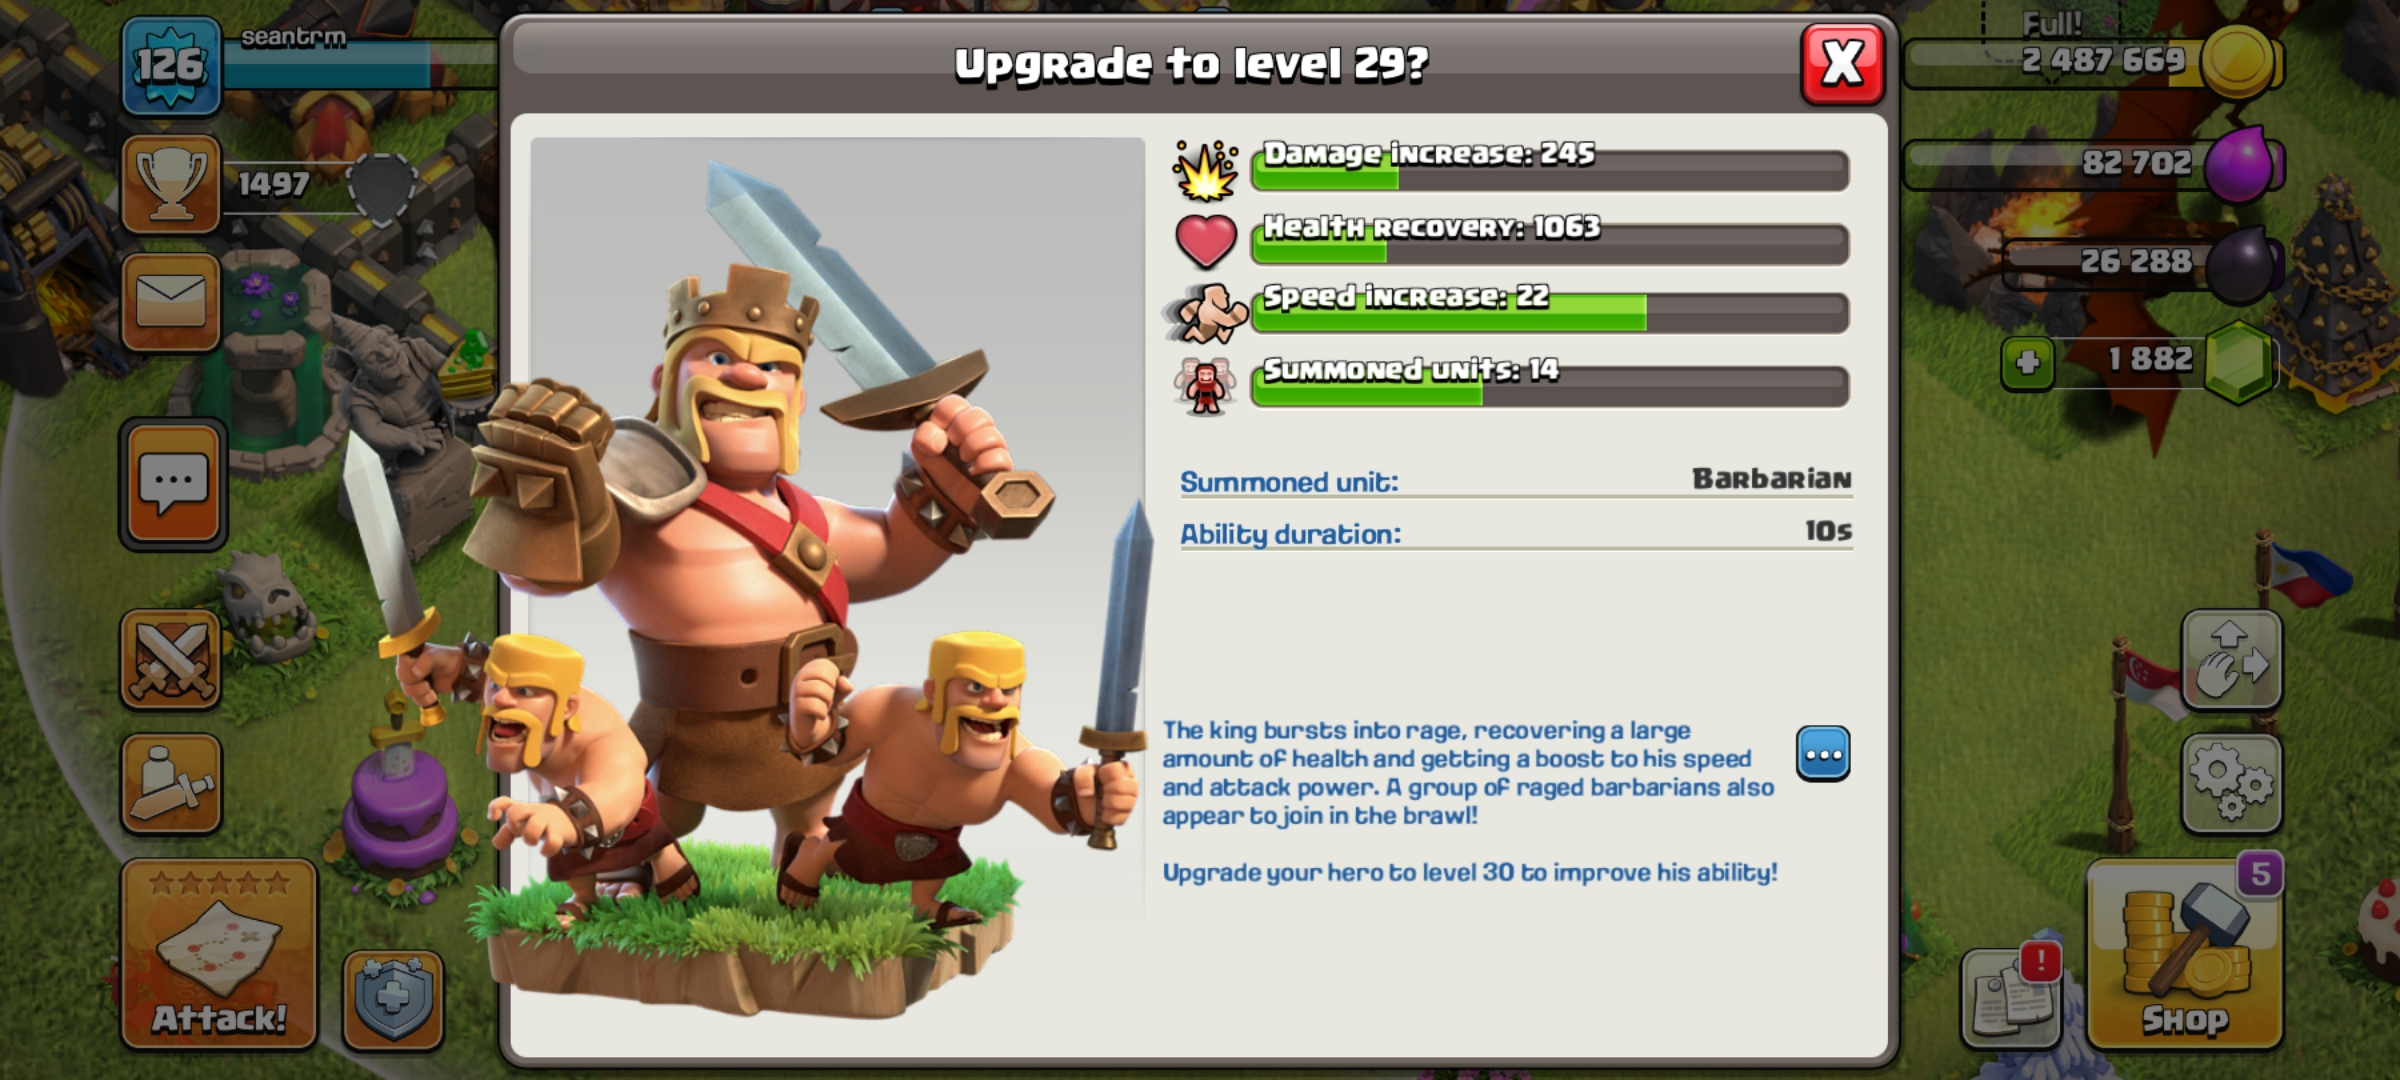 126
seantrm
1497
Attack!
Upgrade to level 29?
X
Damage increase: 245
Health recovery: 1063
Speed increase: 22
Summoned units: 14
Summoned unit: Barbarian
Ability duration: 10s
The king bursts into rage, recovering a large
amount of health and getting a boost to his speed
and attack power. A group of raged barbarians also
appear to join in the brawl!
Upgrade your hero to level 30 to improve his ability!
Full!
2 487 669
82 702
26 288
1 882
5
!
Shop